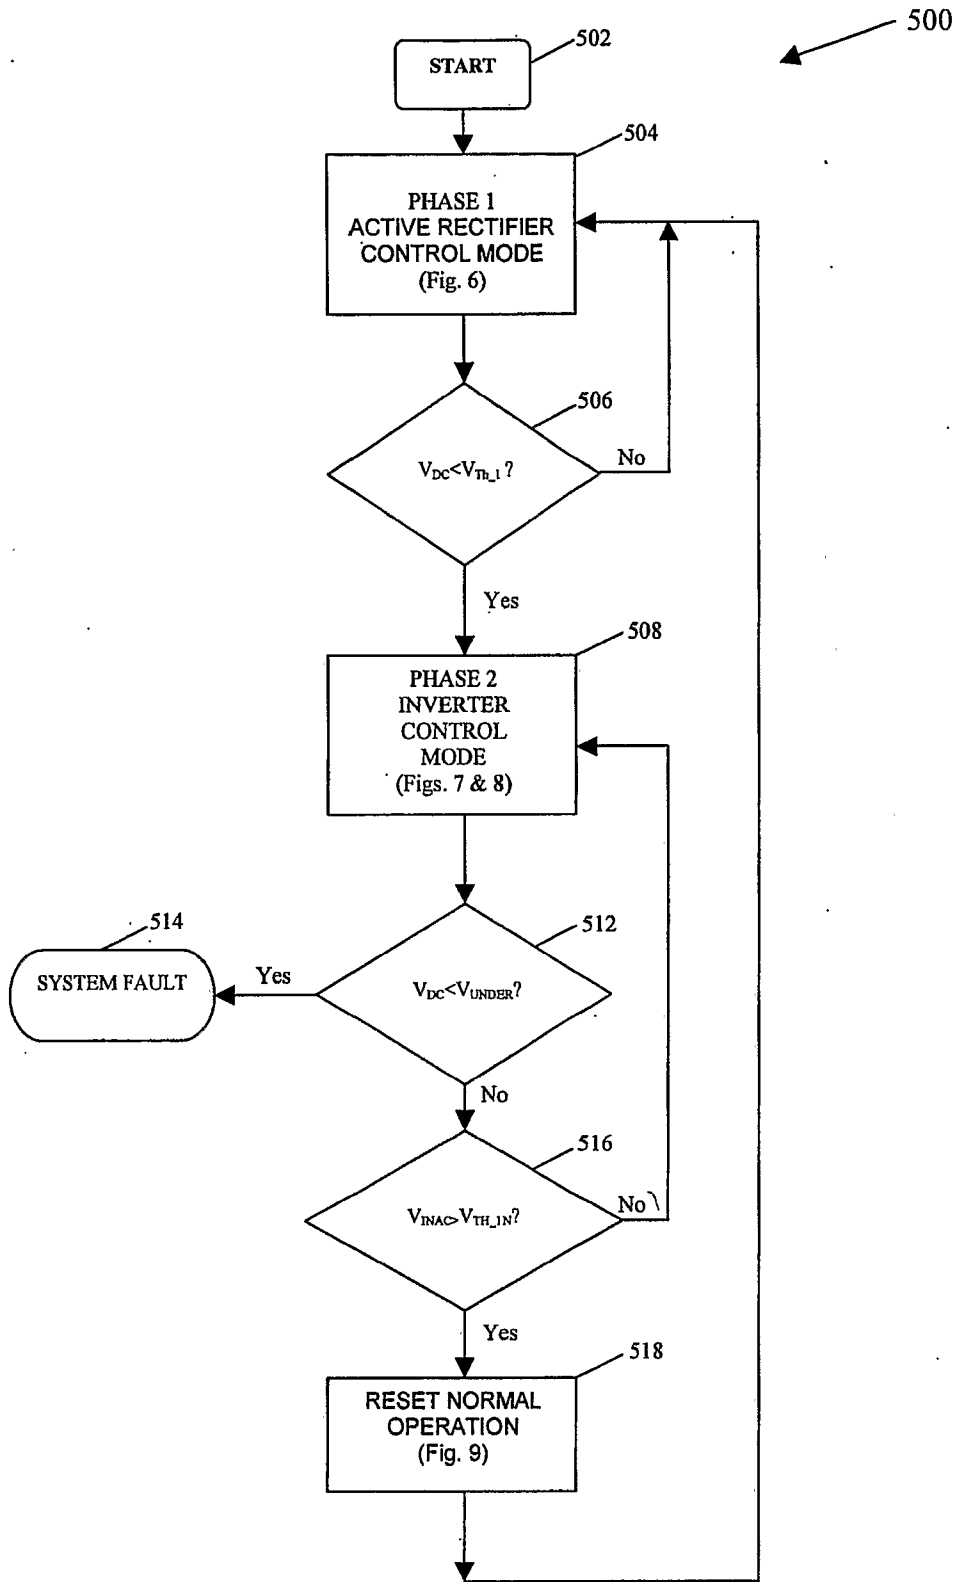 500
502
START
504
PHASE 1
ACTIVE RECTIFIER
CONTROL MODE
(Fig. 6)
506
VDC<VTh_1 ?
No
Yes
508
PHASE 2
INVERTER
CONTROL
MODE
(Figs. 7 & 8)
514
SYSTEM FAULT
Yes
512
VDC<VUNDER?
No
516
VINAC>VTH_1N?
No
Yes
518
RESET NORMAL
OPERATION
(Fig. 9)